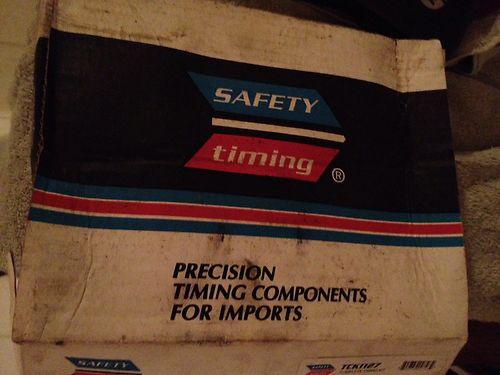 SAFETY
timing®
PRECISION
TIMING COMPONENTS
FOR IMPORTS
SAFETY